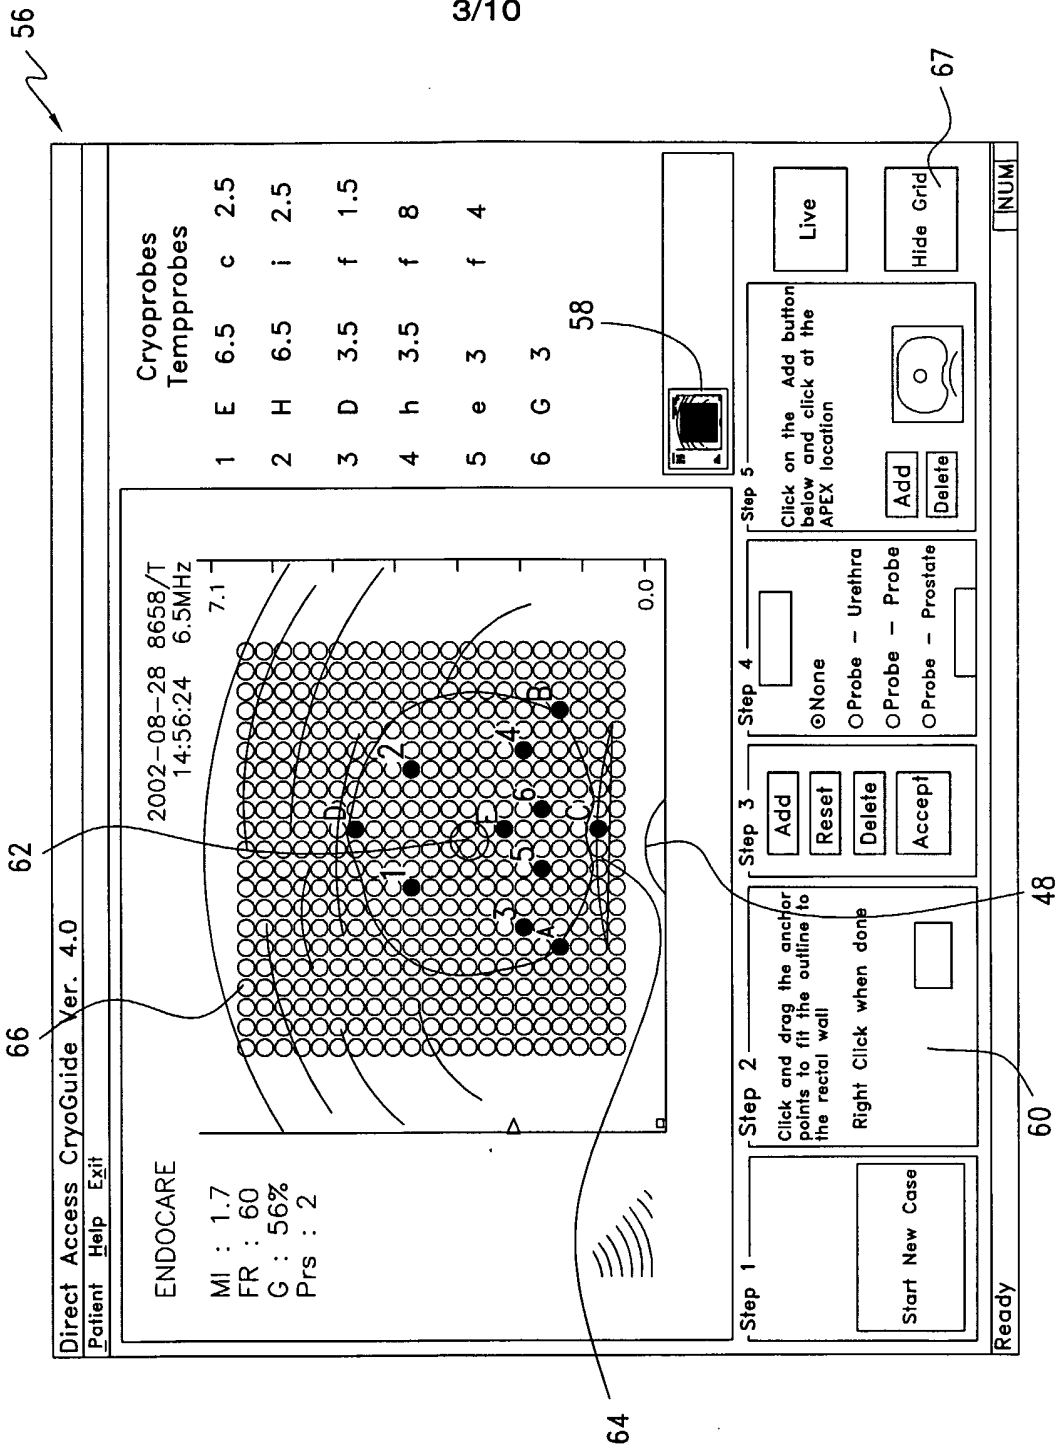 3/10
56
Direct Access CryoGuide Ver. 4.0
Patient Help Exit
66
62
ENDOCARE
MI : 1.7
FR : 60
G : 56%
Prs : 2
2002-08-28 8658/T
14:56:24 6.5MHz
7.1
0.0
D
1
2
E
3
4
5
6
A
B
C
Cryoprobes
Tempprobes
1 E 6.5 c 2.5
2 H 6.5 i 2.5
3 D 3.5 f 1.5
4 h 3.5 f 8
5 e 3 f 4
6 G 3
58
Step 1
Start New Case
Step 2
Click and drag the anchor
points to fit the outline to
the rectal wall
Right Click when done
Step 3
Add
Reset
Delete
Accept
Step 4
None
Probe - Urethra
Probe - Probe
Probe - Prostate
Step 5
Click on the Add button
below and click at the
APEX location
Add
Delete
Live
Hide Grid
67
Ready
NUM
64
60
48